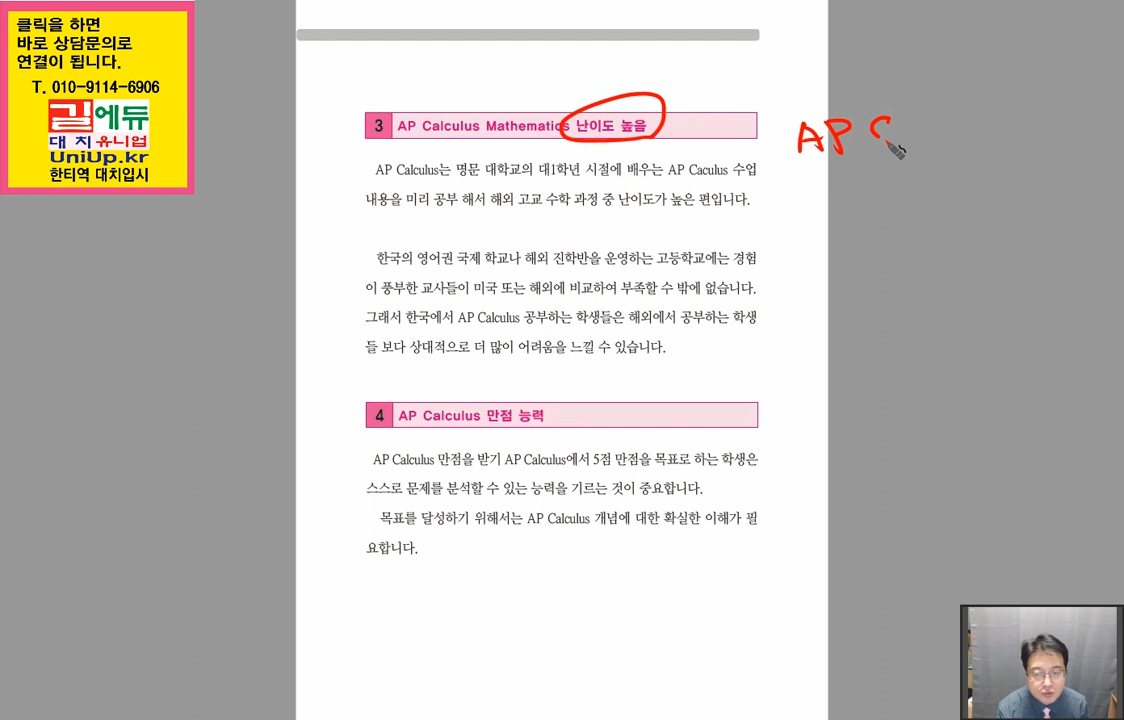 클릭을 하면
바로 상담문의로
연결이 됩니다.
T. 010-9114-6906
길에듀
대 치 유니업
UniUp.kr
한티역 대치입시
3 AP Calculus Mathematics 난이도 높음
AP C
AP Calculus는 명문 대학교의 대1학년 시절에 배우는 AP Caculus 수업
내용을 미리 공부 해서 해외 고교 수학 과정 중 난이도가 높은 편입니다.
한국의 영어권 국제 학교나 해외 진학반을 운영하는 고등학교에는 경험
이 풍부한 교사들이 미국 또는 해외에 비교하여 부족할 수 밖에 없습니다.
그래서 한국에서 AP Calculus 공부하는 학생들은 해외에서 공부하는 학생
들 보다 상대적으로 더 많이 어려움을 느낄 수 있습니다.
4 AP Calculus 만점 능력
AP Calculus 만점을 받기 AP Calculus에서 5점 만점을 목표로 하는 학생은
스스로 문제를 분석할 수 있는 능력을 기르는 것이 중요합니다.
목표를 달성하기 위해서는 AP Calculus 개념에 대한 확실한 이해가 필
요합니다.